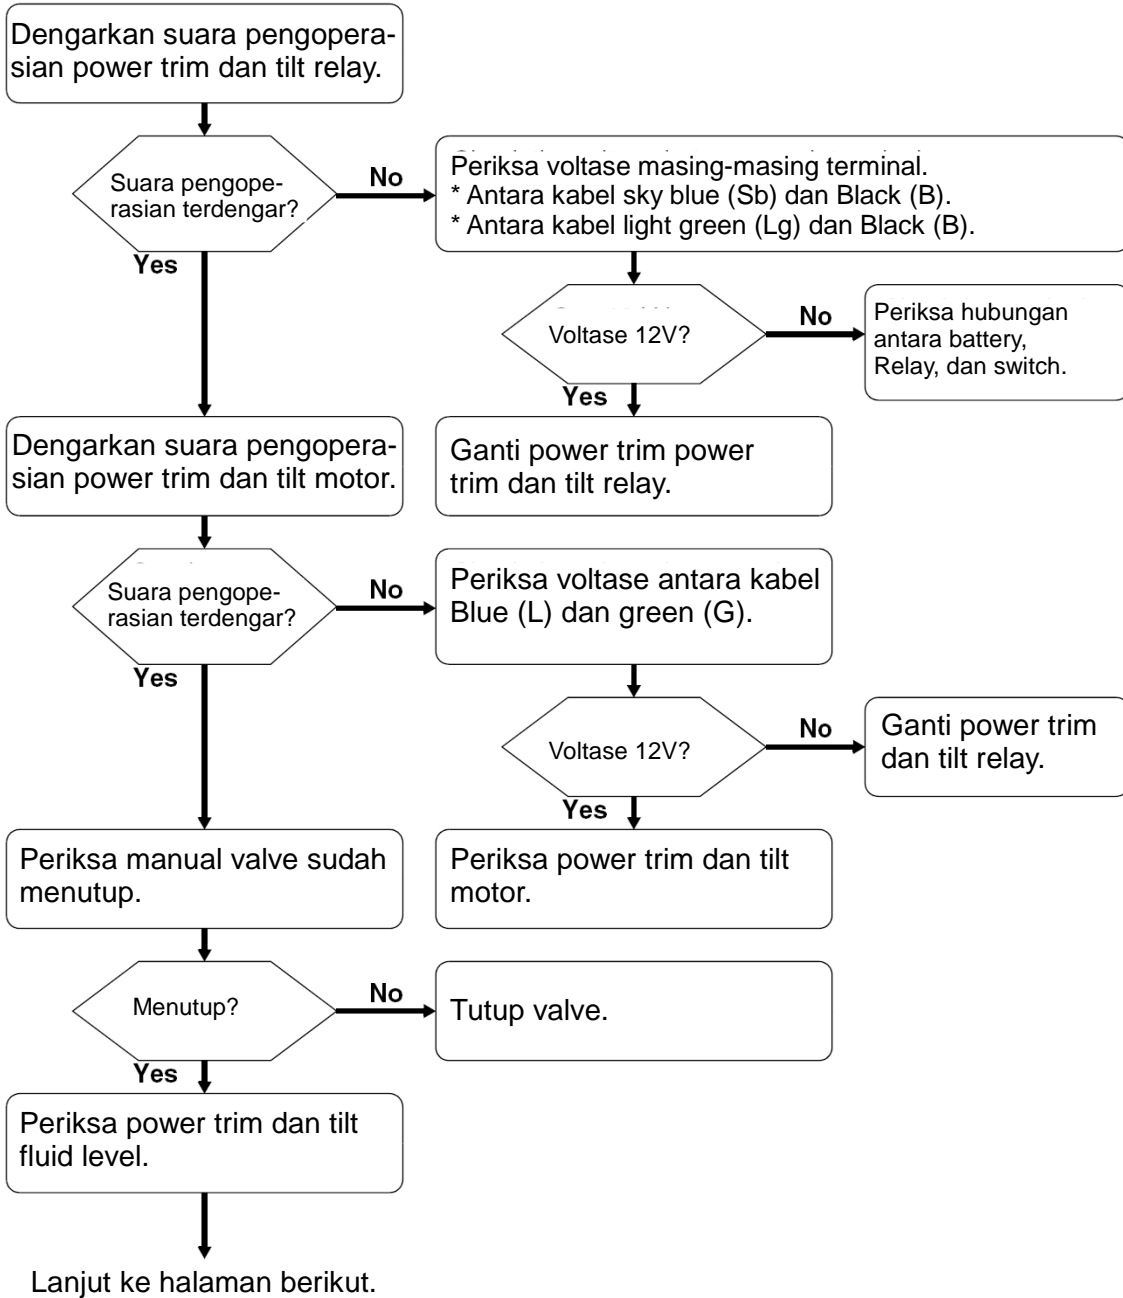 Dengarkan suara pengopera-
sian power trim dan tilt relay.
Suara pengope-
rasian terdengar?
No
Periksa voltase masing-masing terminal.
* Antara kabel sky blue (Sb) dan Black (B).
* Antara kabel light green (Lg) dan Black (B).
Yes
Voltase 12V?
No
Periksa hubungan
antara battery,
Relay, dan switch.
Yes
Dengarkan suara pengopera-
sian power trim dan tilt motor.
Ganti power trim power
trim dan tilt relay.
Suara pengope-
rasian terdengar?
No
Periksa voltase antara kabel
Blue (L) dan green (G).
Yes
Voltase 12V?
No
Ganti power trim
dan tilt relay.
Yes
Periksa manual valve sudah
menutup.
Periksa power trim dan tilt
motor.
Menutup?
No
Tutup valve.
Yes
Periksa power trim dan tilt
fluid level.
Lanjut ke halaman berikut.